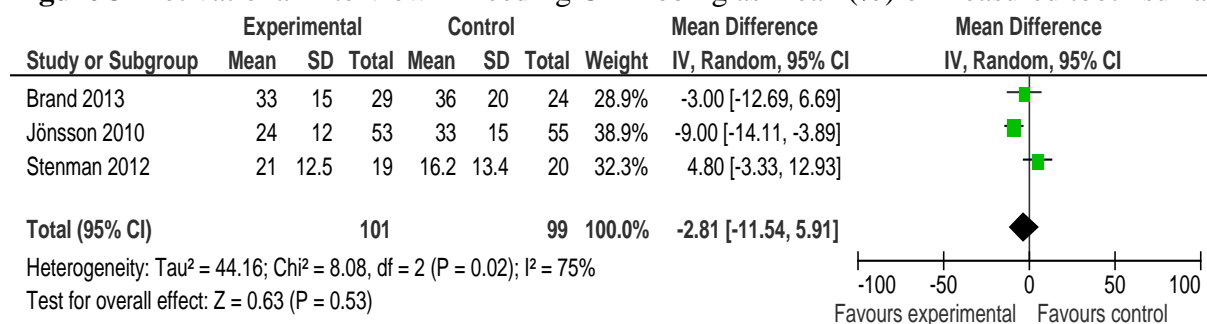 Experimental Control Mean Difference Mean Difference
Study or Subgroup Mean SD Total Mean SD Total Weight IV, Random, 95% CI IV, Random, 95% CI
Brand 2013 33 15 29 36 20 24 28.9% -3.00 [-12.69, 6.69]
Jönsson 2010 24 12 53 33 15 55 38.9% -9.00 [-14.11, -3.89]
Stenman 2012 21 12.5 19 16.2 13.4 20 32.3% 4.80 [-3.33, 12.93]
Total (95% CI) 101 99 100.0% -2.81 [-11.54, 5.91]
Heterogeneity: Tau² = 44.16; Chi² = 8.08, df = 2 (P = 0.02); I² = 75%
Test for overall effect: Z = 0.63 (P = 0.53)
-100 -50 0 50 100
Favours experimental Favours control